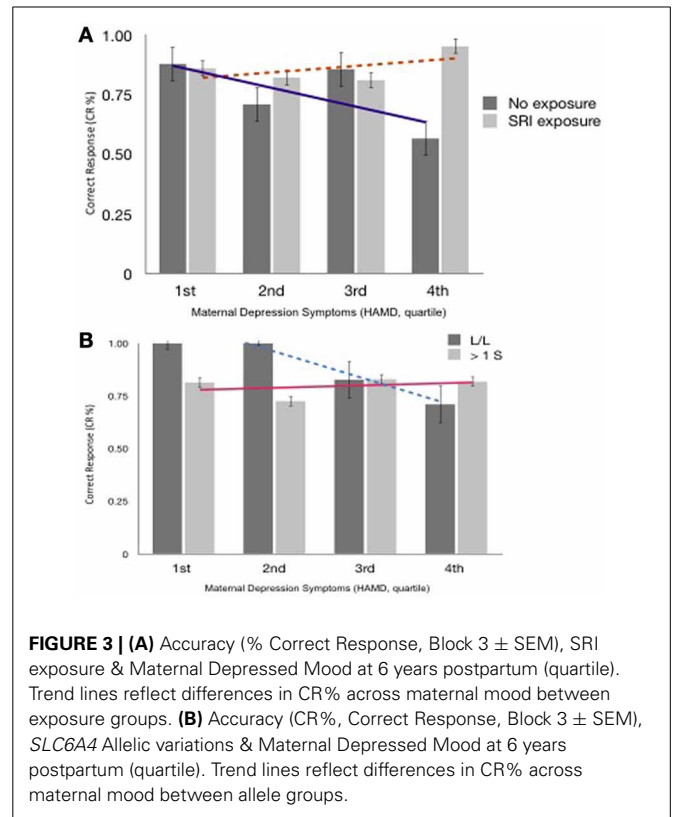 A
1.00
0.75
0.50
0.25
0
Correct Response (CR %)
No exposure
SRI exposure
1st 2nd 3rd 4th
Maternal Depression Symptoms (HAMD, quartile)
B
1.00
0.75
0.50
0.25
0
Correct Response (CR %)
L/L
> 1 S
1st 2nd 3rd 4th
Maternal Depression Symptoms (HAMD, quartile)
FIGURE 3 | (A) Accuracy (% Correct Response, Block 3 ± SEM), SRI
exposure & Maternal Depressed Mood at 6 years postpartum (quartile).
Trend lines reflect differences in CR% across maternal mood between
exposure groups. (B) Accuracy (CR%, Correct Response, Block 3 ± SEM),
SLC6A4 Allelic variations & Maternal Depressed Mood at 6 years
postpartum (quartile). Trend lines reflect differences in CR% across
maternal mood between allele groups.